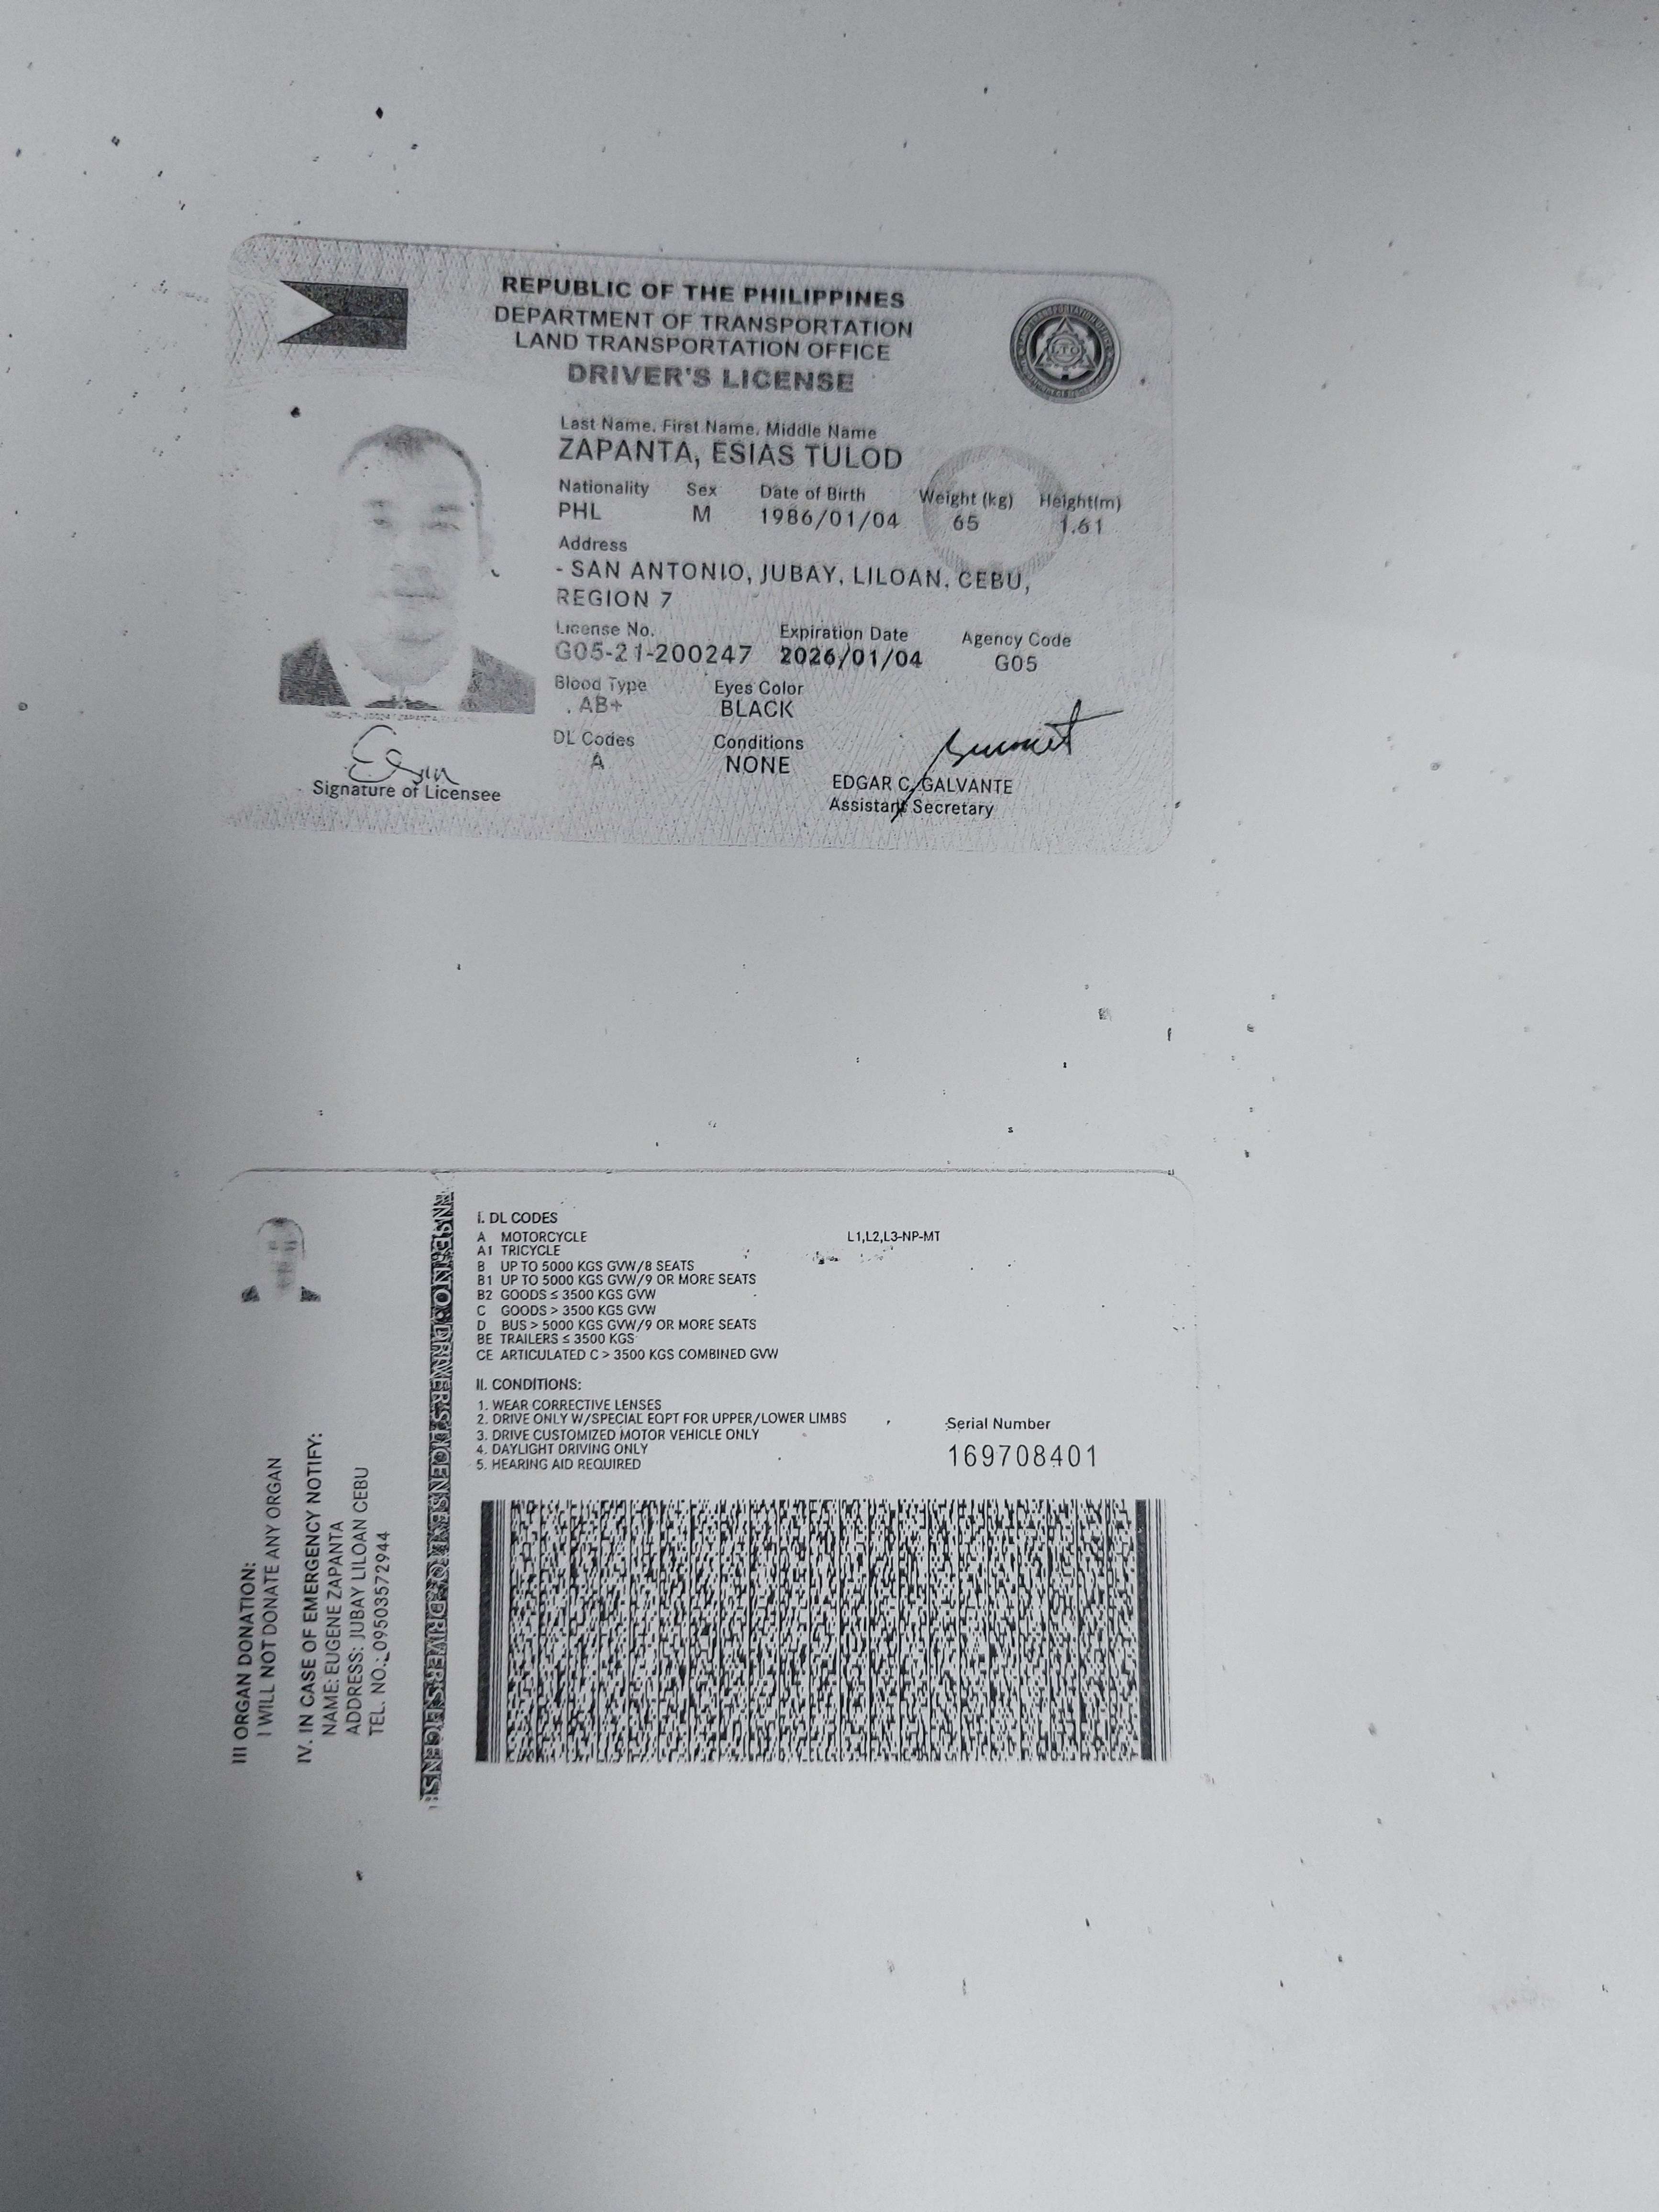 REPUBLIC OF THE PHILIPPINES
DEPARTMENT OF TRANSPORTATION
LAND TRANSPORTATION OFFICE
DRIVER'S LICENSE
LTO
Last Name, First Name, Middle Name
ZAPANTA, ESIAS TULOD
Nationality Sex Date of Birth Weight (kg) Height(m)
PHL M 1986/01/04 65 1.61
Address
- SAN ANTONIO, JUBAY, LILOAN, CEBU,
REGION 7
License No. Expiration Date Agency Code
G05-21-200247 2026/01/04 G05
Blood Type Eyes Color
AB+ BLACK
DL Codes Conditions
A NONE
Signature of Licensee
EDGAR C. GALVANTE
Assistant Secretary
I. DL CODES
A MOTORCYCLE L1,L2,L3-NP-MT
A1 TRICYCLE
B UP TO 5000 KGS GVW/8 SEATS
B1 UP TO 5000 KGS GVW/9 OR MORE SEATS
B2 GOODS ≤ 3500 KGS GVW
C GOODS > 3500 KGS GVW
D BUS > 5000 KGS GVW/9 OR MORE SEATS
BE TRAILERS ≤ 3500 KGS
CE ARTICULATED C > 3500 KGS COMBINED GVW
II. CONDITIONS:
1. WEAR CORRECTIVE LENSES
2. DRIVE ONLY W/SPECIAL EQPT FOR UPPER/LOWER LIMBS
3. DRIVE CUSTOMIZED MOTOR VEHICLE ONLY
4. DAYLIGHT DRIVING ONLY
5. HEARING AID REQUIRED
Serial Number
169708401
III ORGAN DONATION:
I WILL NOT DONATE ANY ORGAN
IV. IN CASE OF EMERGENCY NOTIFY:
NAME: EUGENE ZAPANTA
ADDRESS: JUBAY LILOAN CEBU
TEL. NO.: 09503572944